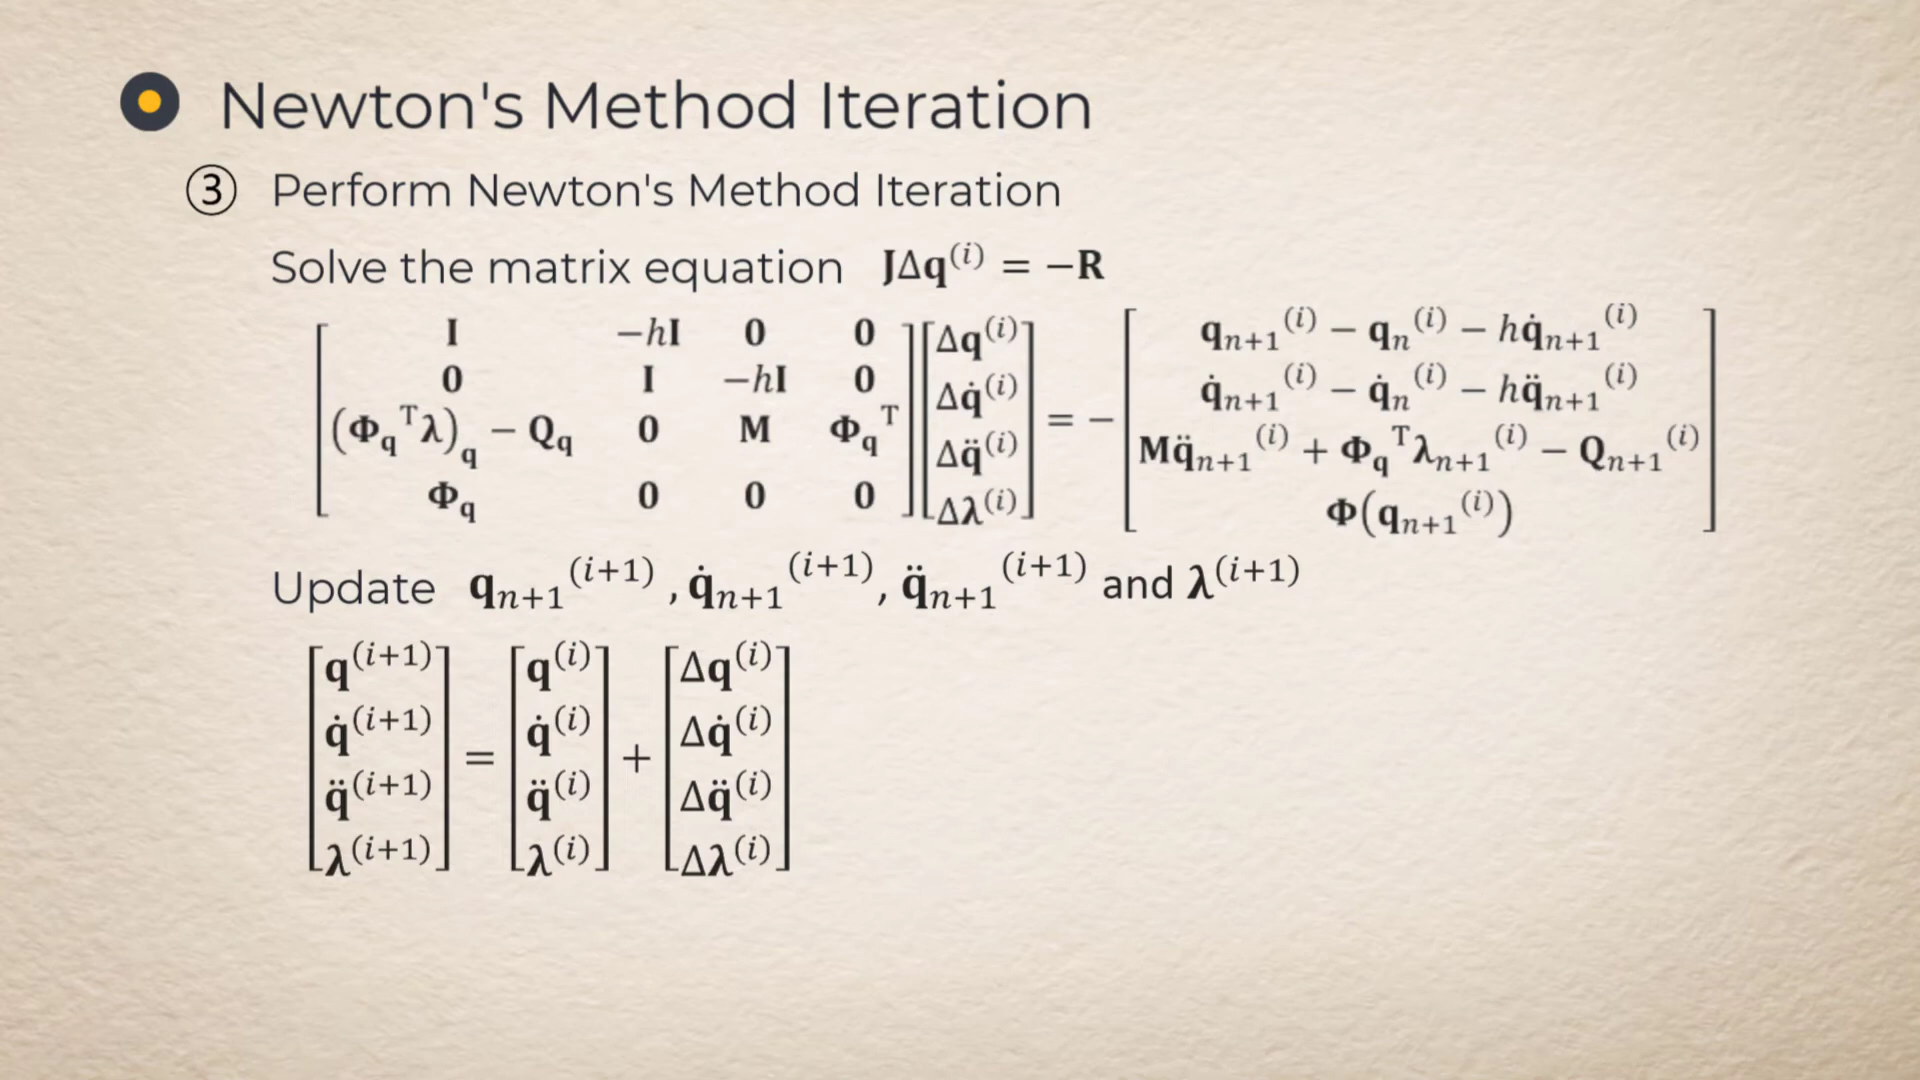 Newton's Method Iteration
③ Perform Newton's Method Iteration
Solve the matrix equation 𝐉Δ𝐪^(i) = −𝐑
[𝐈 −h𝐈 𝟎 𝟎; 𝟎 𝐈 −h𝐈 𝟎; (𝚽_𝐪^T 𝛌)_𝐪 − 𝐐_𝐪 𝟎 𝐌 𝚽_𝐪^T; 𝚽_𝐪 𝟎 𝟎 𝟎] [Δ𝐪^(i); Δ𝐪̇^(i); Δ𝐪̈^(i); Δ𝛌^(i)] = − [𝐪_{n+1}^(i) − 𝐪_n^(i) − h𝐪̇_{n+1}^(i); 𝐪̇_{n+1}^(i) − 𝐪̇_n^(i) − h𝐪̈_{n+1}^(i); 𝐌𝐪̈_{n+1}^(i) + 𝚽_𝐪^T 𝛌_{n+1}^(i) − 𝐐_{n+1}^(i); 𝚽(𝐪_{n+1}^(i))]
Update 𝐪_{n+1}^(i+1), 𝐪̇_{n+1}^(i+1), 𝐪̈_{n+1}^(i+1) and 𝛌^(i+1)
[𝐪^(i+1); 𝐪̇^(i+1); 𝐪̈^(i+1); 𝛌^(i+1)] = [𝐪^(i); 𝐪̇^(i); 𝐪̈^(i); 𝛌^(i)] + [Δ𝐪^(i); Δ𝐪̇^(i); Δ𝐪̈^(i); Δ𝛌^(i)]